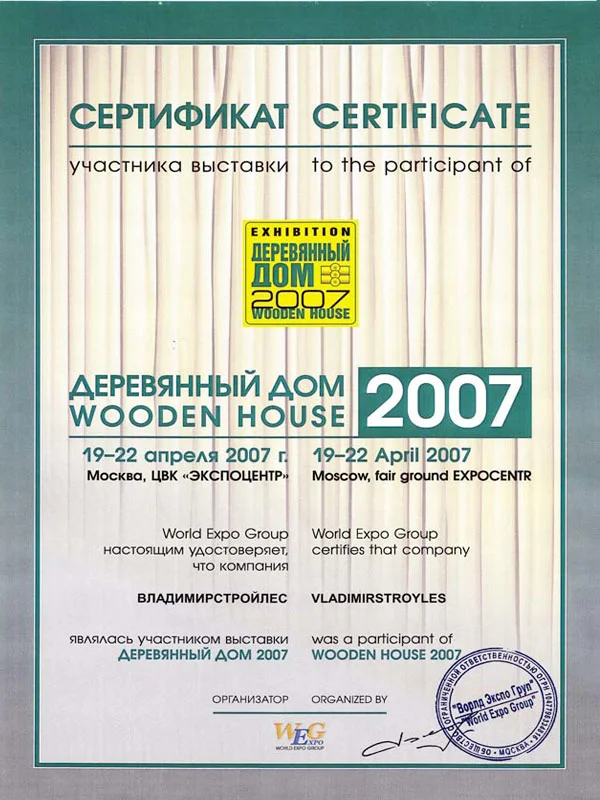 СЕРТИФИКАТ CERTIFICATE
участника выставки to the participant of
EXHIBITION
ДЕРЕВЯННЫЙ
ДОМ
2007
WOODEN HOUSE
ДЕРЕВЯННЫЙ ДОМ
WOODEN HOUSE
2007
19–22 апреля 2007 г. 19–22 April 2007
Москва, ЦВК «ЭКСПОЦЕНТР» Moscow, fair ground EXPOCENTR
World Expo Group
настоящим удостоверяет,
что компания
World Expo Group
certifies that company
ВЛАДИМИРСТРОЙЛЕС VLADIMIRSTROYLES
являлась участником выставки
ДЕРЕВЯННЫЙ ДОМ 2007
was a participant of
WOODEN HOUSE 2007
ОРГАНИЗАТОР ORGANIZED BY
WEG
EXPO
WORLD EXPO GROUP
"Ворлд Экспо Груп"
"World Expo Group"
ОБЩЕСТВО С ОГРАНИЧЕННОЙ ОТВЕТСТВЕННОСТЬЮ ОГРН
• МОСКВА •